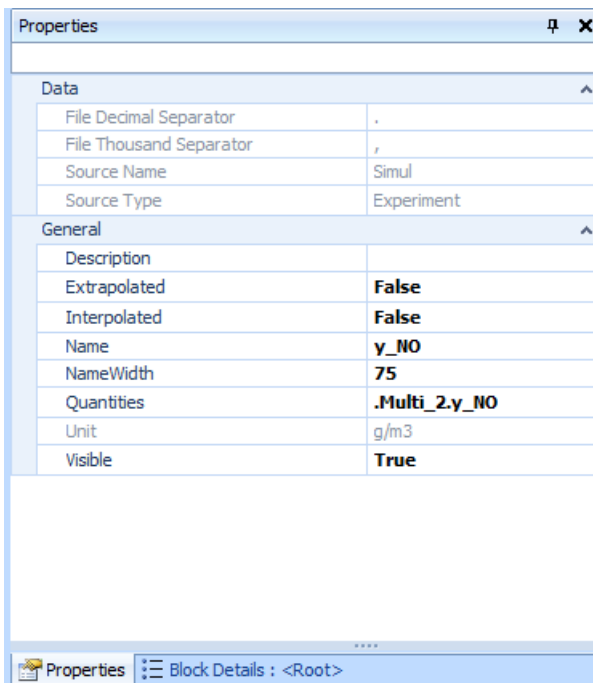 Properties
Data
File Decimal Separator .
File Thousand Separator ,
Source Name Simul
Source Type Experiment
General
Description
Extrapolated False
Interpolated False
Name y_NO
NameWidth 75
Quantities .Multi_2.y_NO
Unit g/m3
Visible True
Properties Block Details : <Root>